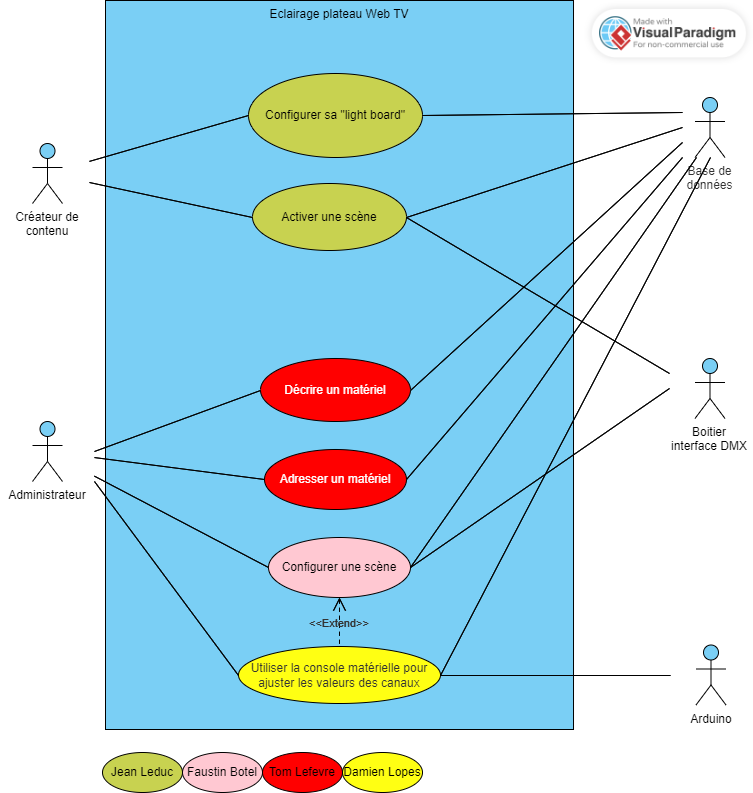 Eclairage plateau Web TV
Made with
VisualParadigm
For non-commercial use
Configurer sa "light board"
Base de
données
Créateur de
contenu
Activer une scène
Décrire un matériel
Boitier
interface DMX
Adresser un matériel
Administrateur
Configurer une scène
<<Extend>>
Utiliser la console matérielle pour
ajuster les valeurs des canaux
Arduino
Jean Leduc
Faustin Botel
Tom Lefevre
Damien Lopes